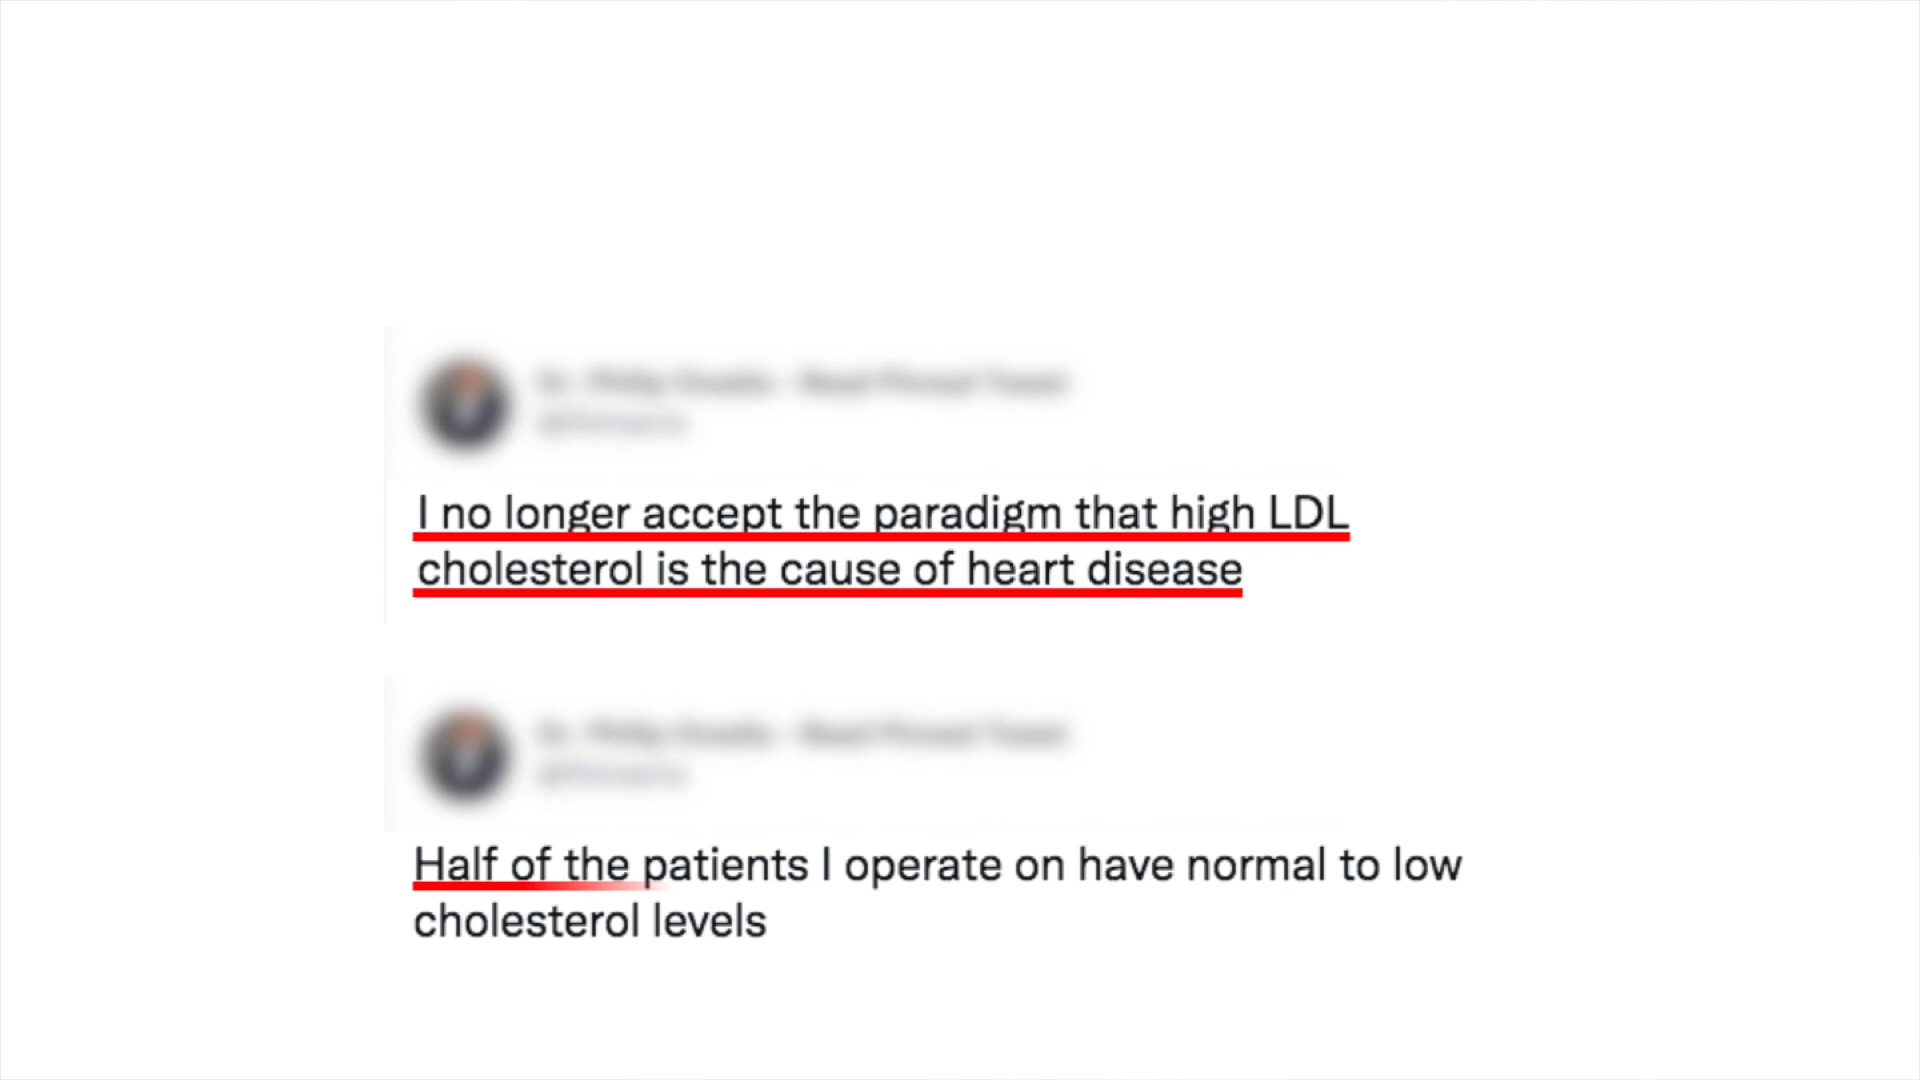 I no longer accept the paradigm that high LDL
cholesterol is the cause of heart disease
Half of the patients I operate on have normal to low
cholesterol levels